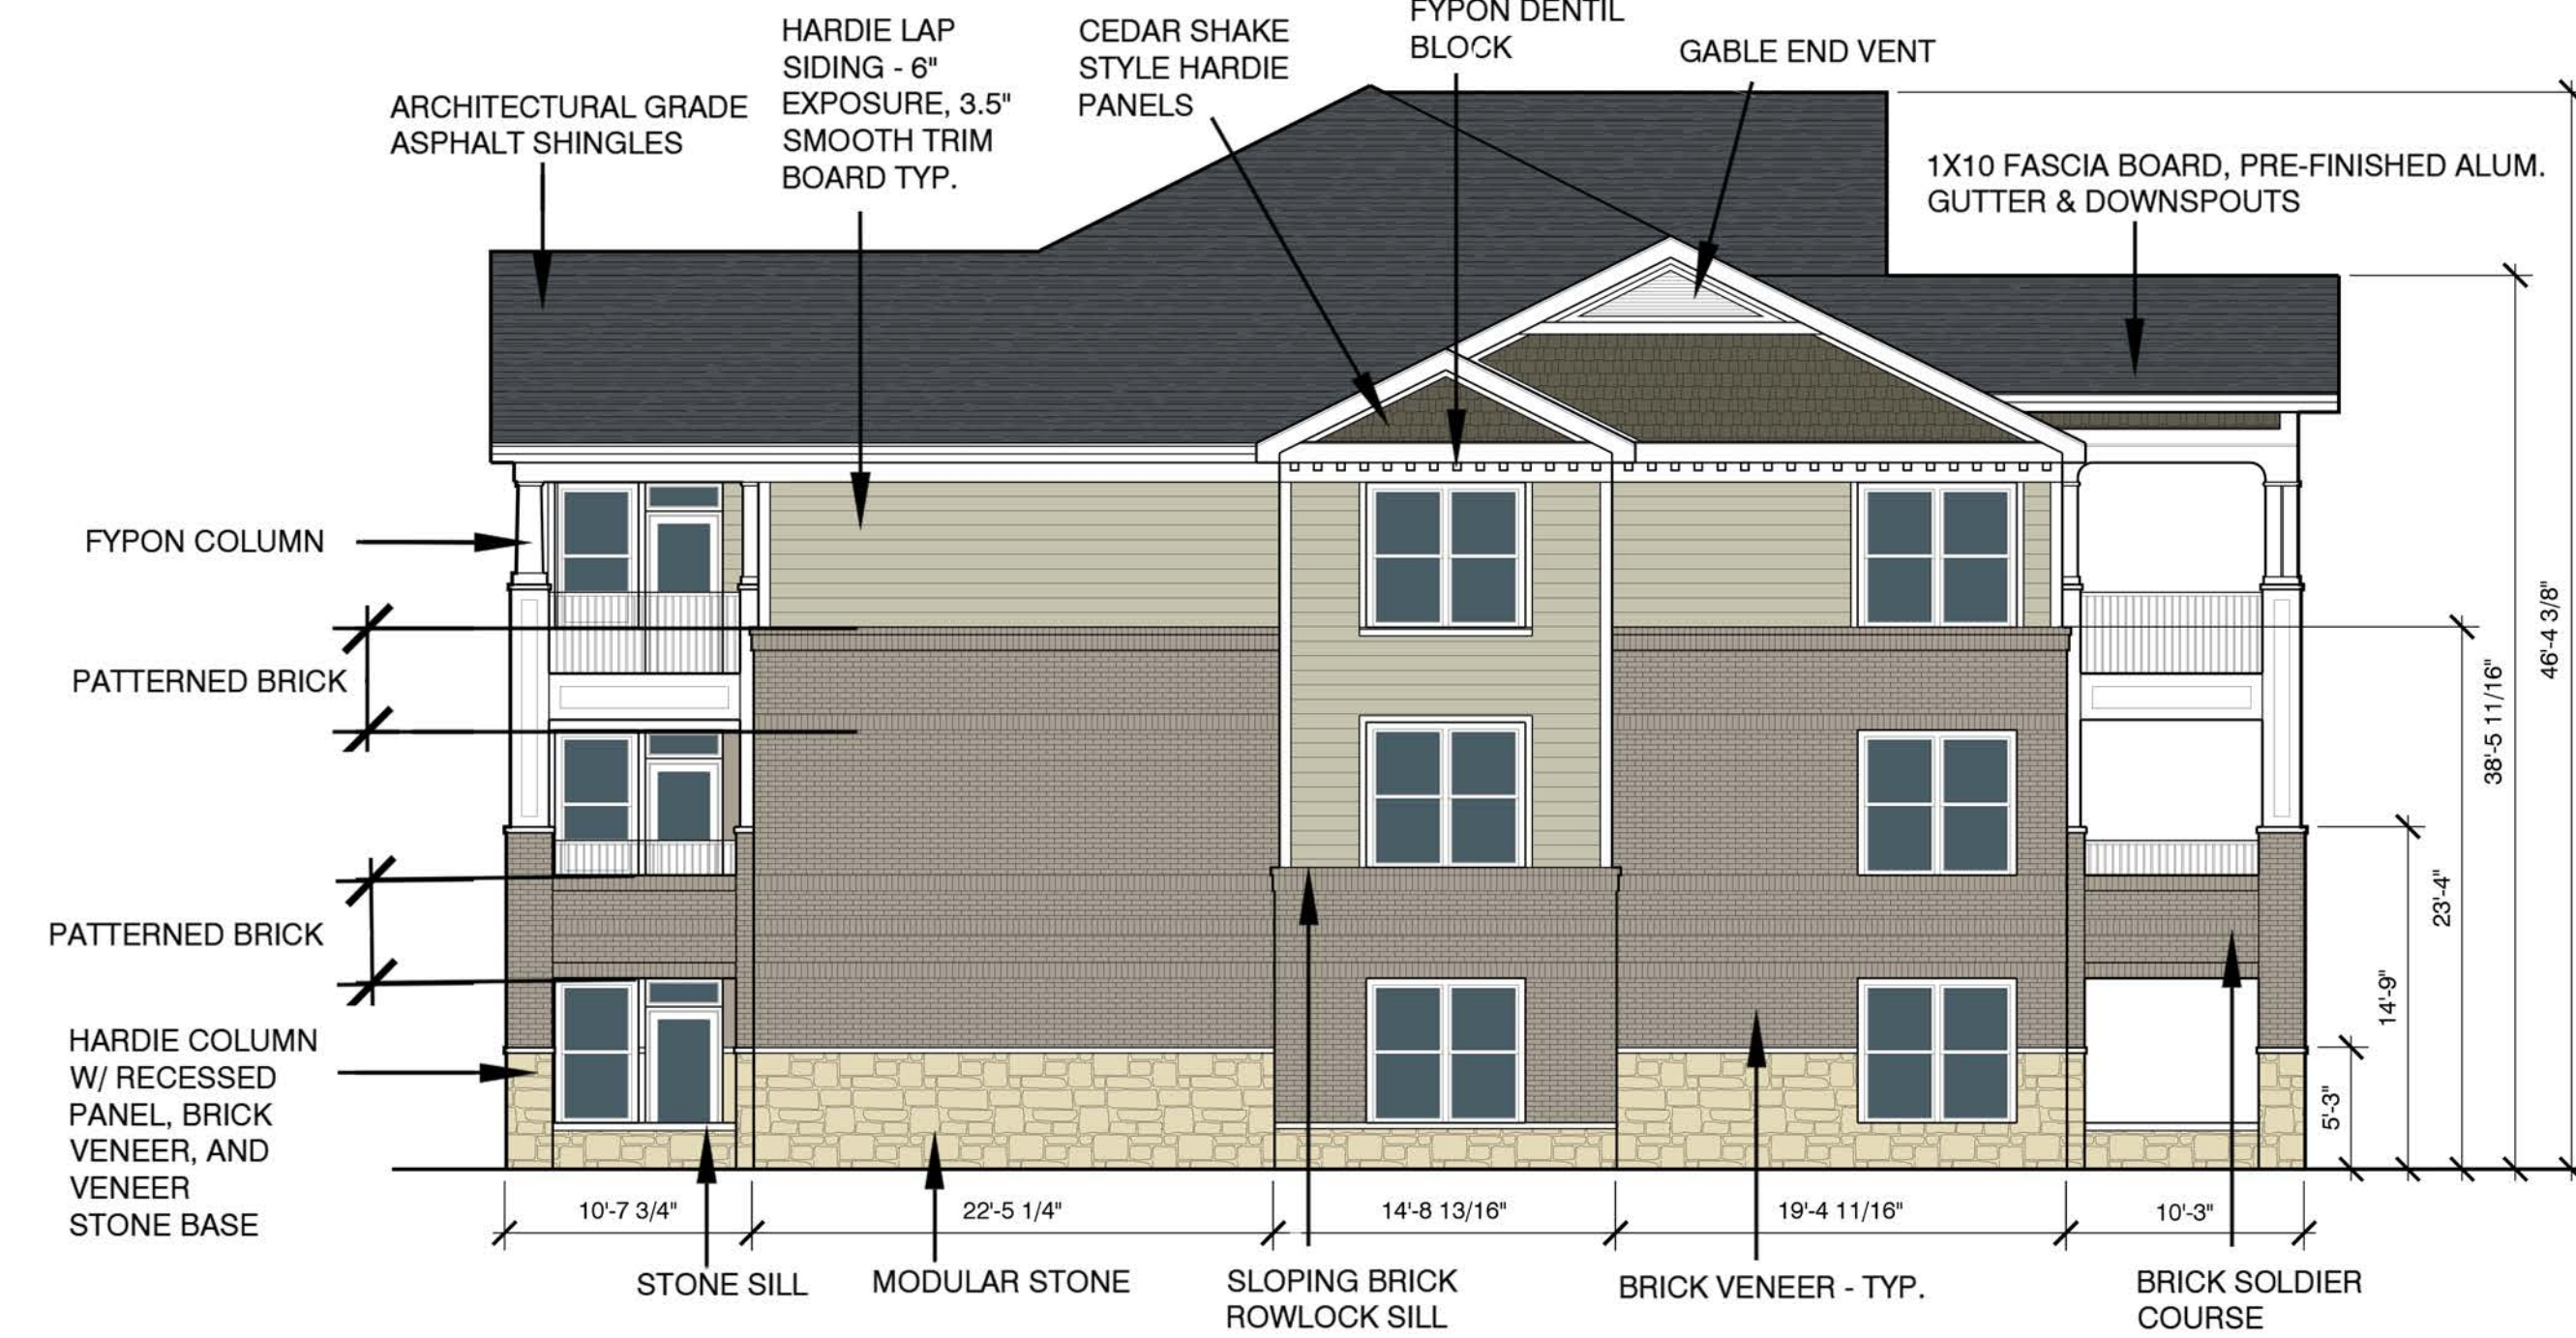 FYPON DENTIL
BLOCK
HARDIE LAP
SIDING - 6"
EXPOSURE, 3.5"
SMOOTH TRIM
BOARD TYP.
CEDAR SHAKE
STYLE HARDIE
PANELS
GABLE END VENT
ARCHITECTURAL GRADE
ASPHALT SHINGLES
1X10 FASCIA BOARD, PRE-FINISHED ALUM.
GUTTER & DOWNSPOUTS
FYPON COLUMN
PATTERNED BRICK
PATTERNED BRICK
HARDIE COLUMN
W/ RECESSED
PANEL, BRICK
VENEER, AND
VENEER
STONE BASE
5'-3"
14'-9"
23'-4"
38'-5 11/16"
46'-4 3/8"
10'-7 3/4"
22'-5 1/4"
14'-8 13/16"
19'-4 11/16"
10'-3"
STONE SILL
MODULAR STONE
SLOPING BRICK
ROWLOCK SILL
BRICK VENEER - TYP.
BRICK SOLDIER
COURSE